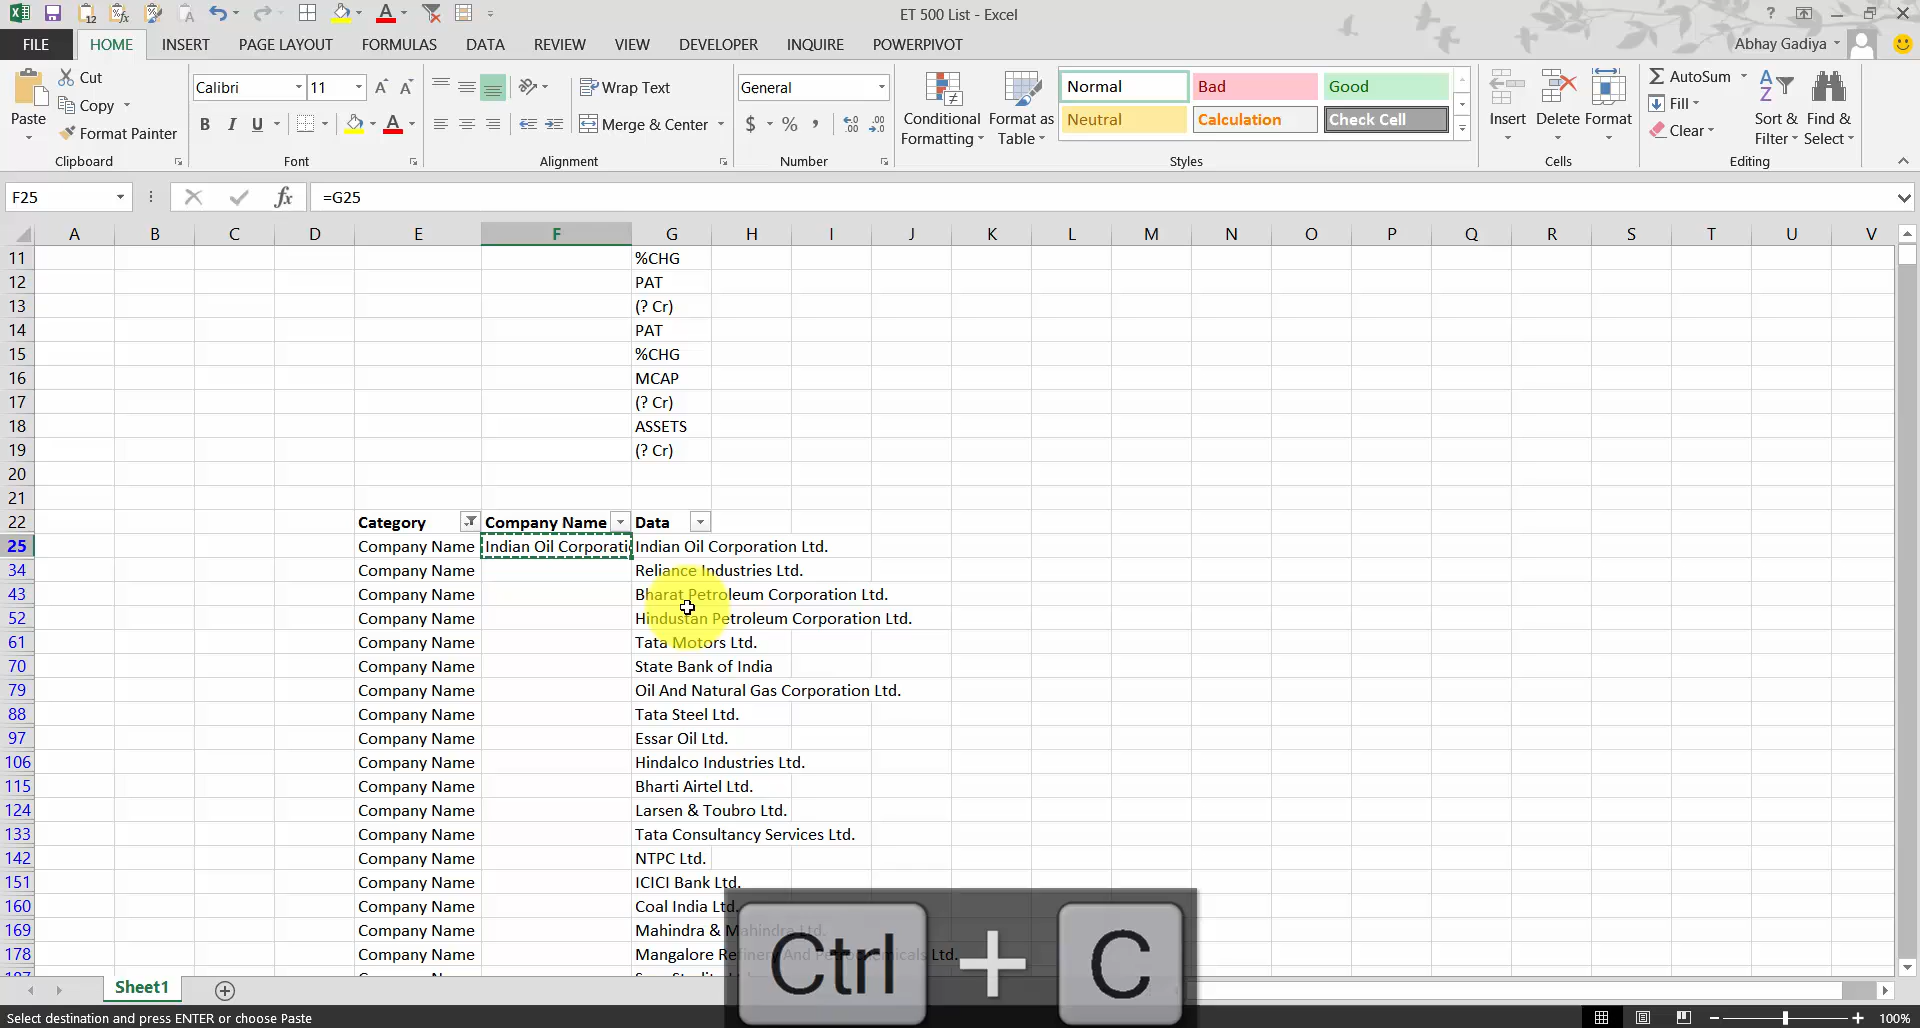 ET 500 List - Excel
?
FILE HOME INSERT PAGE LAYOUT FORMULAS DATA REVIEW VIEW DEVELOPER INQUIRE POWERPIVOT Abhay Gadiya
Paste
Cut
Copy
Format Painter
Clipboard
Calibri 11
B I U
Font
Wrap Text
Merge & Center
Alignment
General
$ % ,
Number
Conditional Formatting
Format as Table
Normal Bad Good
Neutral Calculation Check Cell
Styles
Insert Delete Format
Cells
AutoSum
Fill
Clear
Sort & Filter
Find & Select
Editing
F25 fx =G25
A B C D E F G H I J K L M N O P Q R S T U V
11 %CHG
12 PAT
13 (? Cr)
14 PAT
15 %CHG
16 MCAP
17 (? Cr)
18 ASSETS
19 (? Cr)
20
21
22 Category Company Name Data
25 Company Name Indian Oil Corporati Indian Oil Corporation Ltd.
34 Company Name Reliance Industries Ltd.
43 Company Name Bharat Petroleum Corporation Ltd.
52 Company Name Hindustan Petroleum Corporation Ltd.
61 Company Name Tata Motors Ltd.
70 Company Name State Bank of India
79 Company Name Oil And Natural Gas Corporation Ltd.
88 Company Name Tata Steel Ltd.
97 Company Name Essar Oil Ltd.
106 Company Name Hindalco Industries Ltd.
115 Company Name Bharti Airtel Ltd.
124 Company Name Larsen & Toubro Ltd.
133 Company Name Tata Consultancy Services Ltd.
142 Company Name NTPC Ltd.
151 Company Name ICICI Bank Ltd.
160 Company Name Coal India Ltd.
169 Company Name Mahindra & Mahindra Ltd.
178 Company Name Mangalore Refinery And Petrochemicals Ltd.
Ctrl + C
Sheet1
Select destination and press ENTER or choose Paste
100%